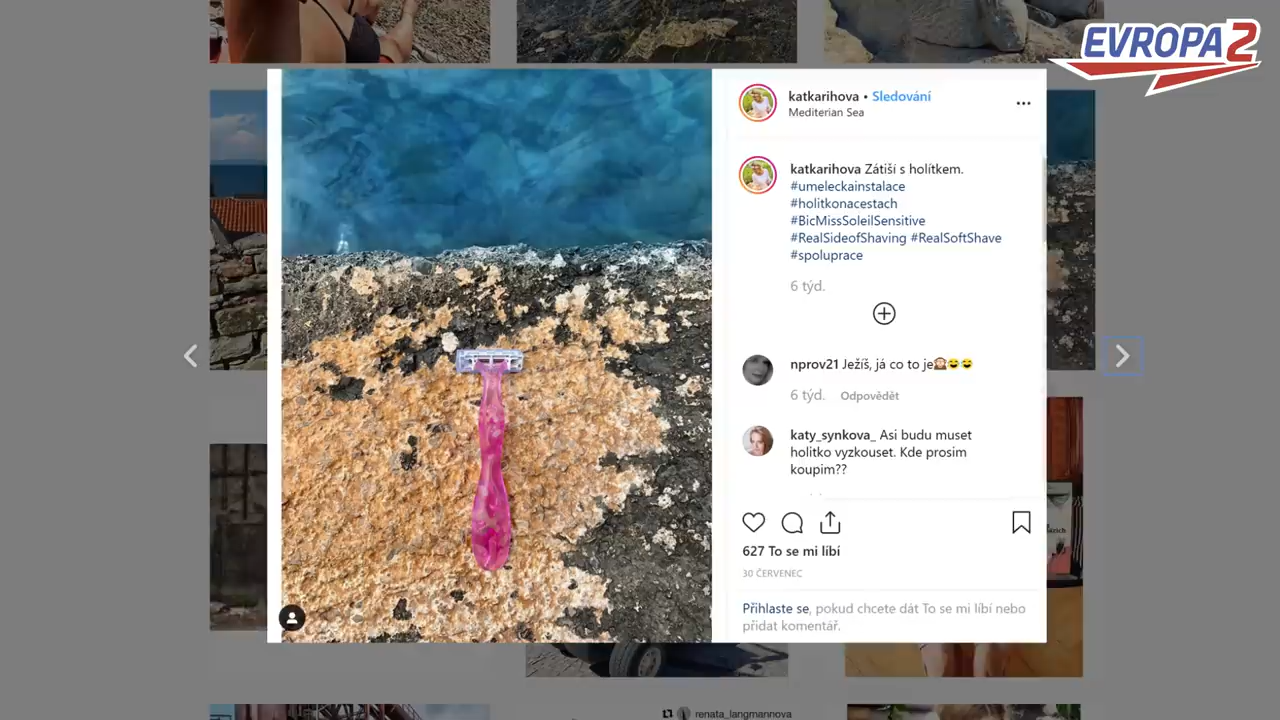 EVROPA 2
katkarihova • Sledování
Mediterian Sea
katkarihova Zátiší s holítkem.
#umeleckainstalace
#holitkonacestach
#BicMissSoleilSensitive
#RealSideofShaving #RealSoftShave
#spoluprace
6 týd.
nprov21 Ježíš, já co to je🙊😂😂
6 týd. Odpovědět
katy_synkova_ Asi budu muset
holitko vyzkouset. Kde prosim
koupim??
627 To se mi líbí
30 ČERVENEC
Přihlaste se, pokud chcete dát To se mi líbí nebo
přidat komentář.
renata_langmannova